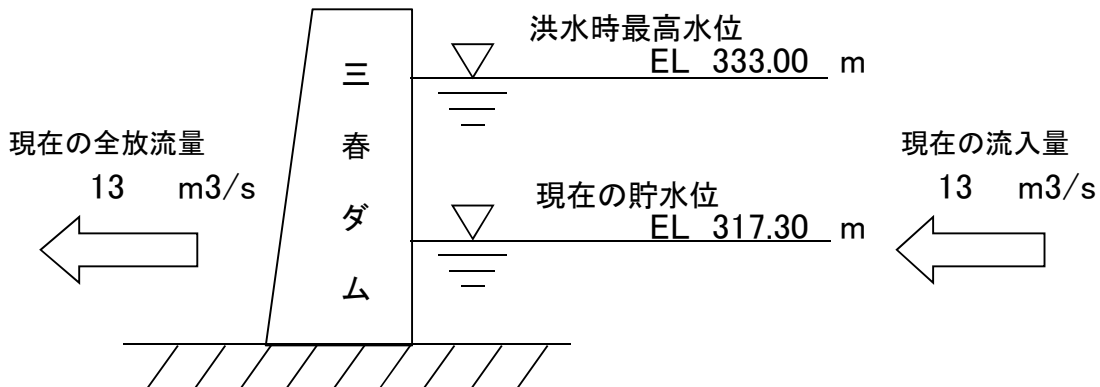 洪水時最高水位
EL 333.00 m
三春ダム
現在の全放流量
13 m3/s
現在の流入量
13 m3/s
現在の貯水位
EL 317.30 m